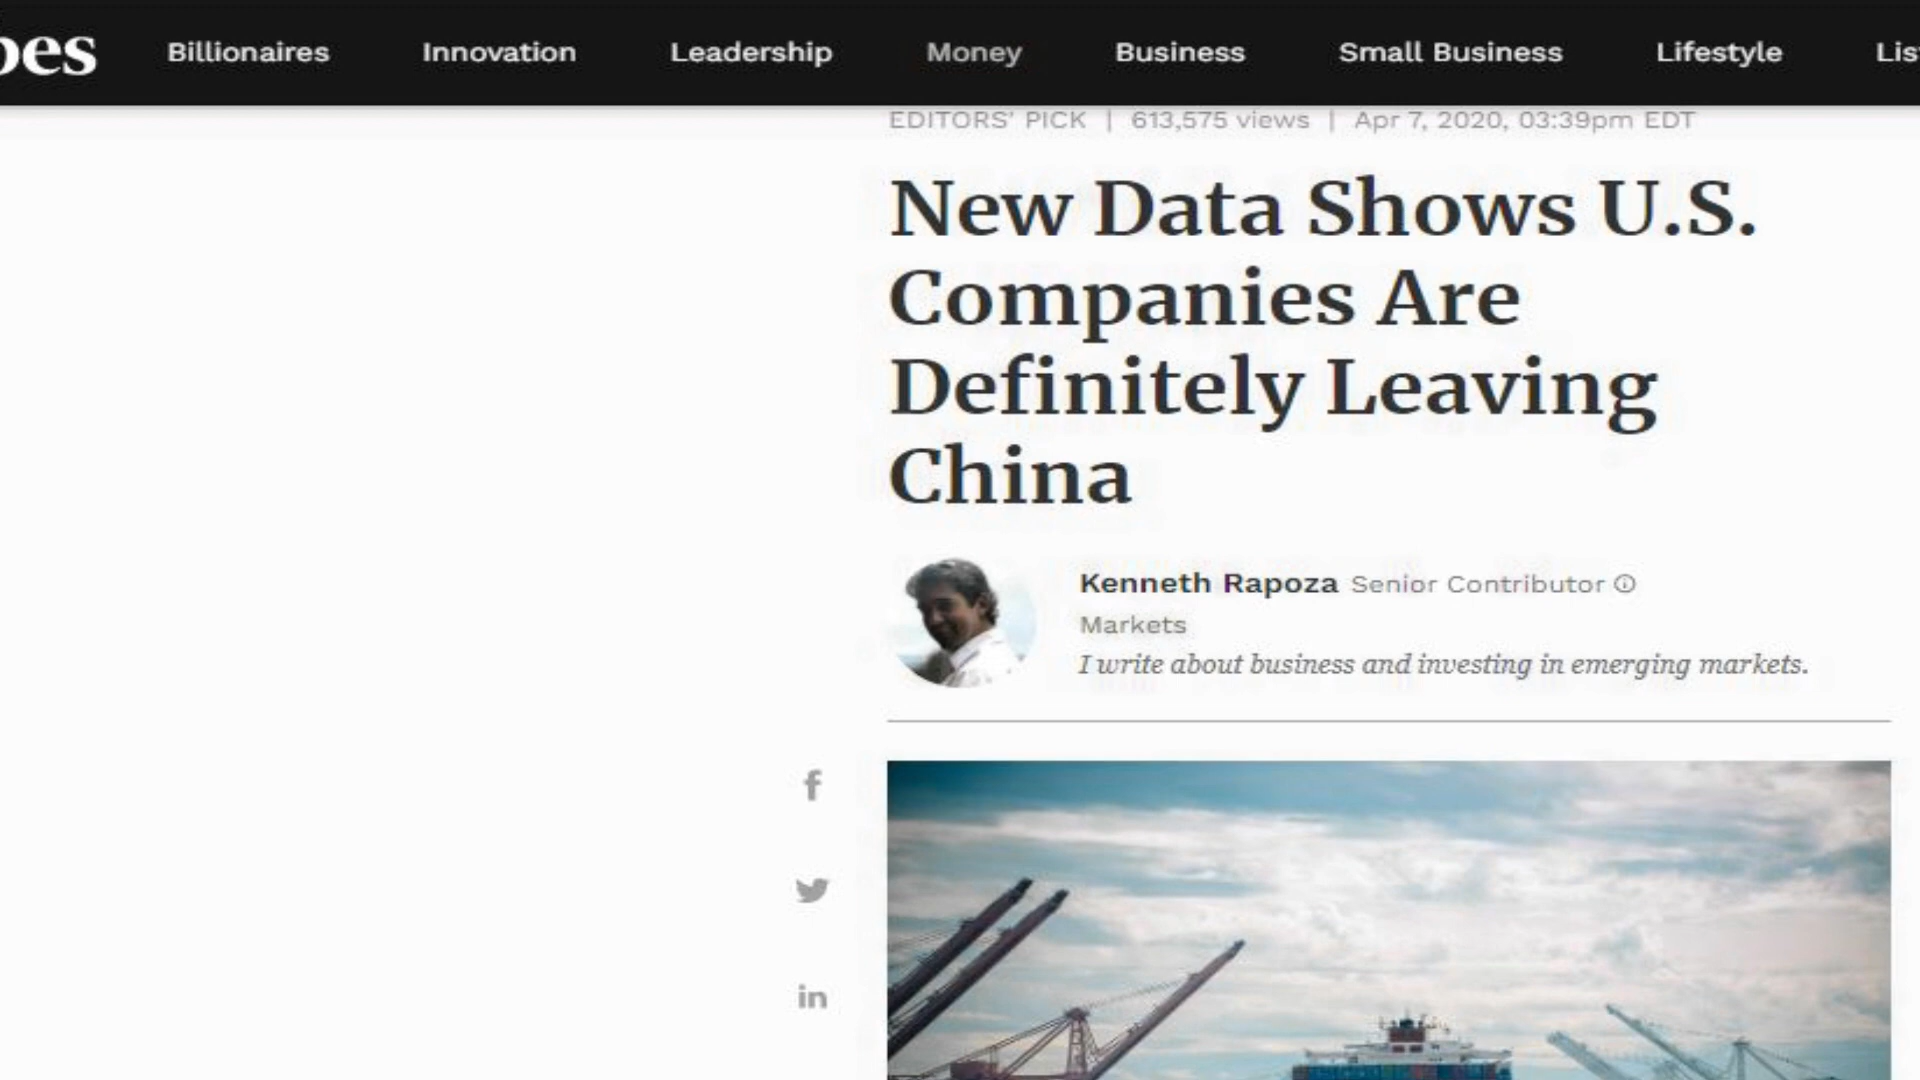 bes Billionaires Innovation Leadership Money Business Small Business Lifestyle Lis
EDITORS' PICK | 613,575 views | Apr 7, 2020, 03:39pm EDT
New Data Shows U.S.
Companies Are
Definitely Leaving
China
Kenneth Rapoza Senior Contributor
Markets
I write about business and investing in emerging markets.
f
in